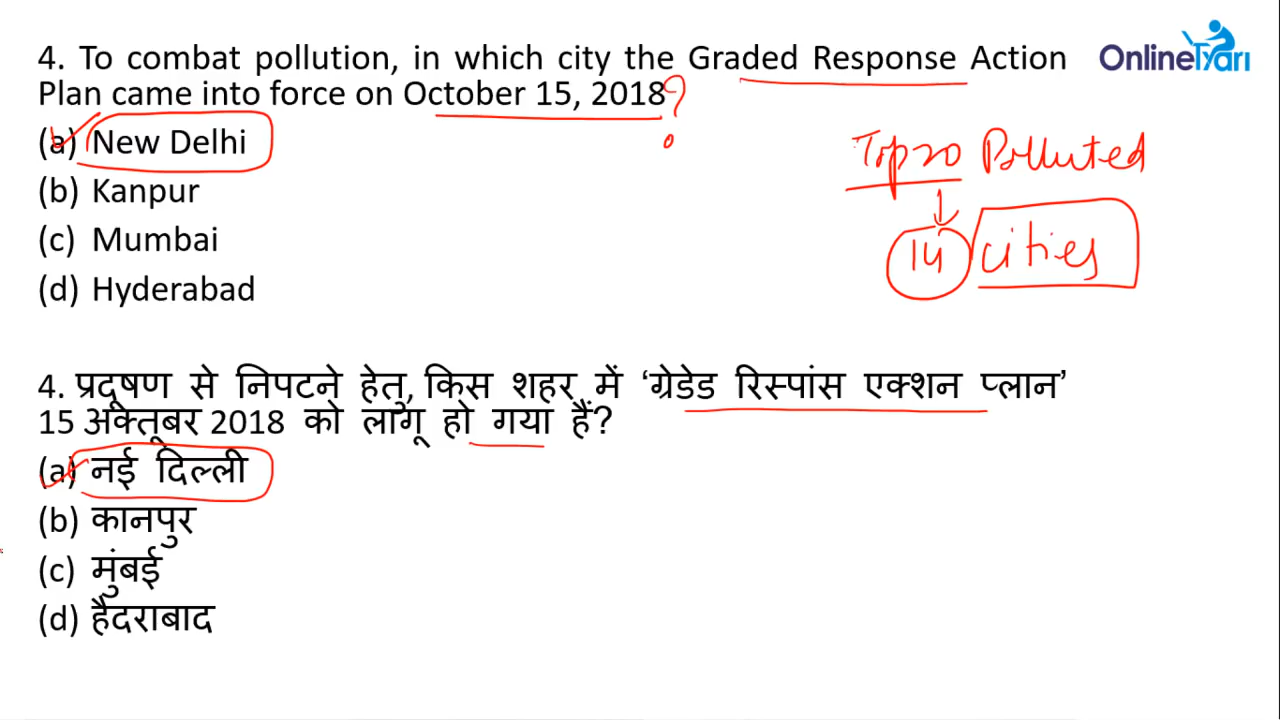 4. To combat pollution, in which city the Graded Response Action
Plan came into force on October 15, 2018?
(a) New Delhi
(b) Kanpur
(c) Mumbai
(d) Hyderabad
OnlineTyari
Top 20 Polluted
14 cities
4. प्रदूषण से निपटने हेतु, किस शहर में ‘ग्रेडेड रिस्पांस एक्शन प्लान’
15 अक्तूबर 2018 को लागू हो गया हैं?
(a) नई दिल्ली
(b) कानपुर
(c) मुंबई
(d) हैदराबाद